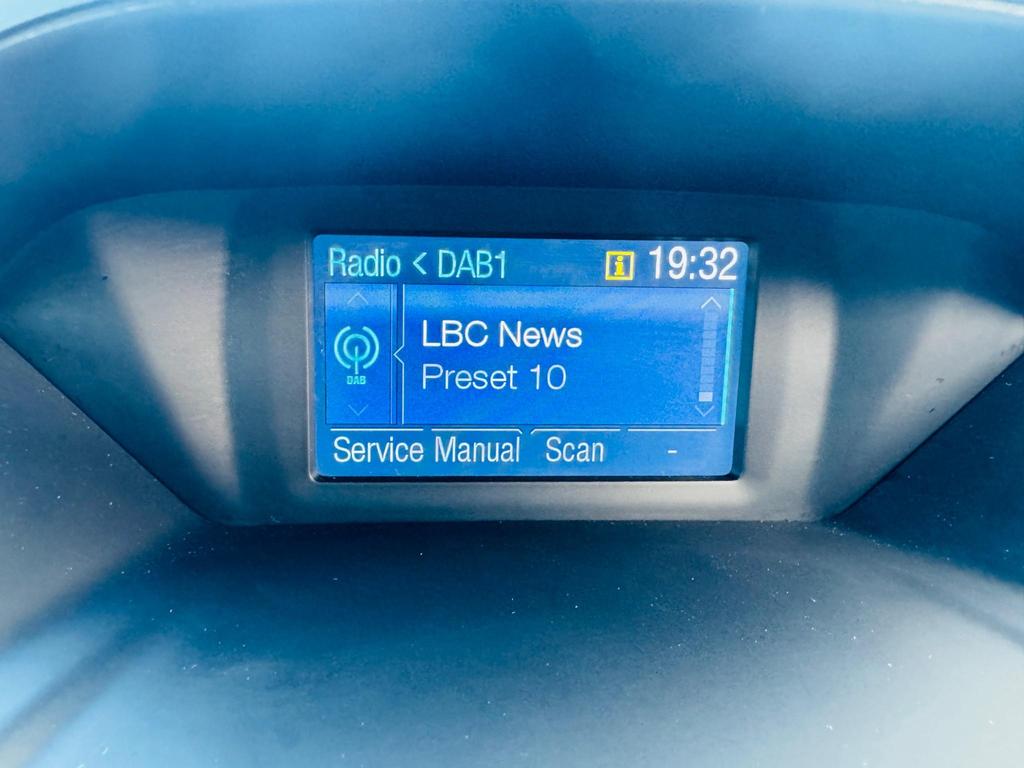 Radio < DAB1 i 19:32
DAB
LBC News
Preset 10
Service Manual Scan -